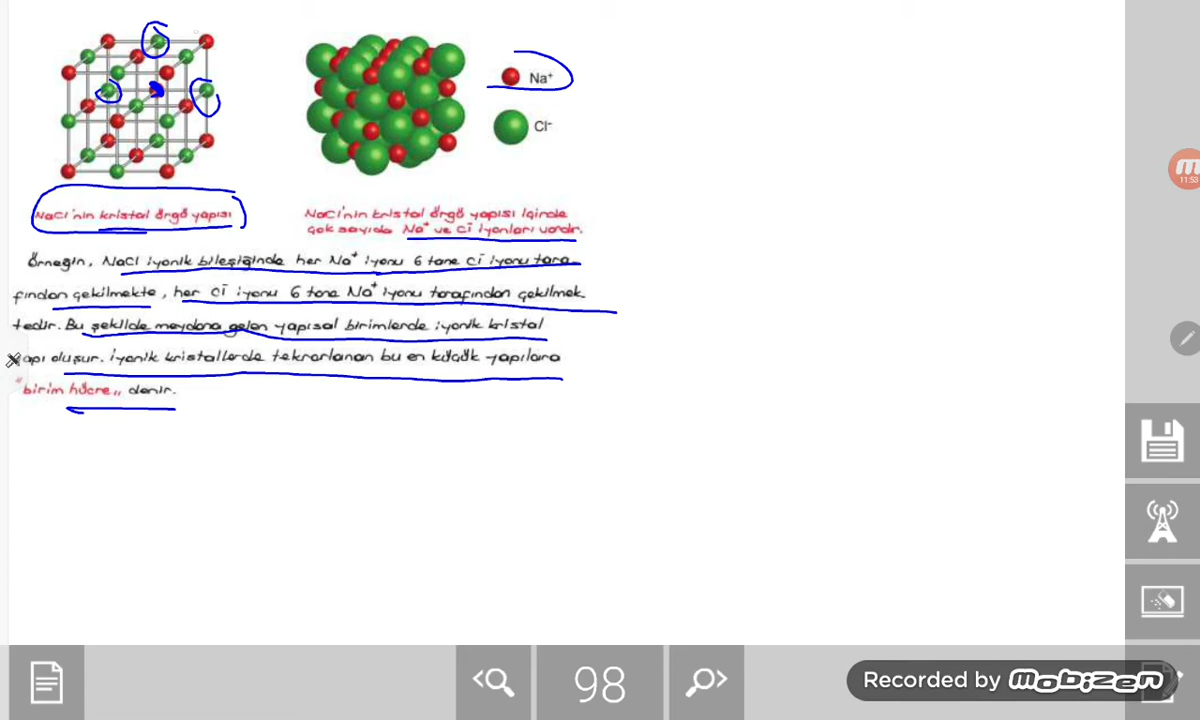 Na⁺
Cl⁻
NaCl'nin kristal örgü yapısı
NaCl'nin kristal örgü yapısı içinde
çok sayıda Na⁺ ve Cl⁻ iyonları vardır.
Örneğin, NaCl iyonik bileşiğinde her Na⁺ iyonu 6 tane Cl⁻ iyonu tara
fından çekilmekte, her Cl⁻ iyonu 6 tane Na⁺ iyonu tarafından çekilmek
tedir. Bu şekilde meydana gelen yapısal birimlerde iyonik kristal
yapı oluşur. İyonik kristallerde tekrarlanan bu en küçük yapılara
"birim hücre" denir.
11:53
98
Recorded by mobizen